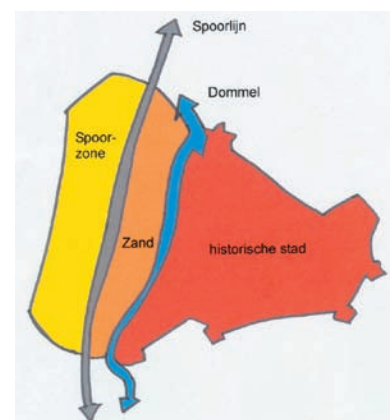 Spoorlijn
Dommel
Spoor-
zone
Zand
historische stad